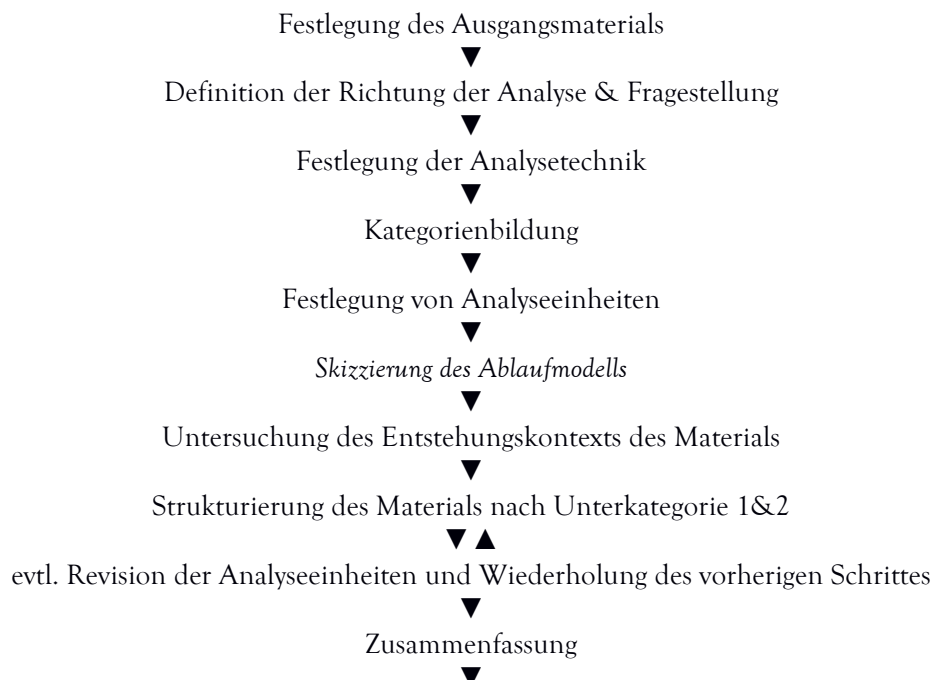 Festlegung des Ausgangsmaterials
▼
Definition der Richtung der Analyse & Fragestellung
▼
Festlegung der Analysetechnik
▼
Kategorienbildung
▼
Festlegung von Analyseeinheiten
▼
Skizzierung des Ablaufmodells
▼
Untersuchung des Entstehungskontexts des Materials
▼
Strukturierung des Materials nach Unterkategorie 1&2
▼ ▲
evtl. Revision der Analyseeinheiten und Wiederholung des vorherigen Schrittes
▼
Zusammenfassung
▼